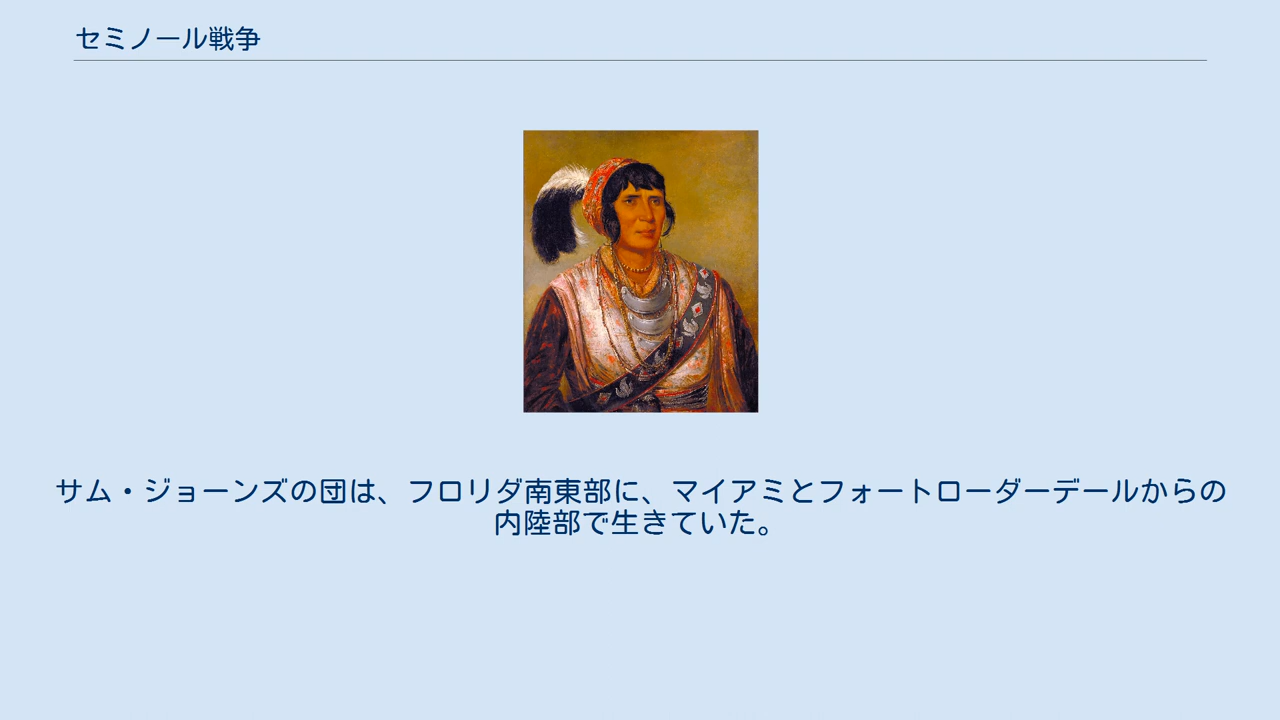 セミノール戦争
サム・ジョーンズの団は、フロリダ南東部に、マイアミとフォートローダーデールからの
内陸部で生きていた。